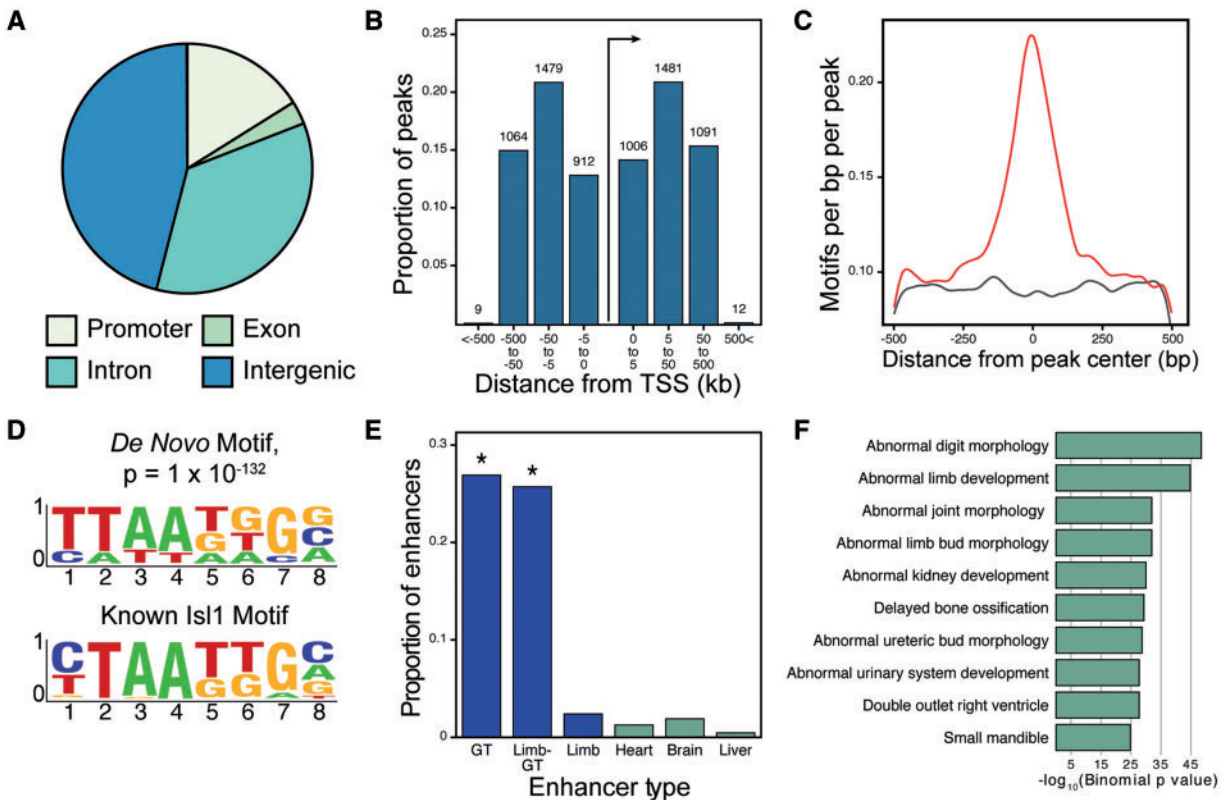 A
Promoter
Exon
Intron
Intergenic
B
Proportion of peaks
0.25
0.20
0.15
0.10
0.05
9
1064
1479
912
1006
1481
1091
12
<-500
-500 to -50
-50 to -5
-5 to 0
0 to 5
5 to 50
50 to 500
500<
Distance from TSS (kb)
C
Motifs per bp per peak
0.20
0.15
0.10
-500
-250
0
250
500
Distance from peak center (bp)
D
De Novo Motif,
p = 1 x 10⁻¹³²
1
0
TTAATGGG
CATTGTCC
AAAA
1 2 3 4 5 6 7 8
Known Isl1 Motif
1
0
CTAATTGC
TGGAA
G
1 2 3 4 5 6 7 8
E
Proportion of enhancers
0.3
0.2
0.1
0
*
*
GT
Limb-
GT
Limb
Heart
Brain
Liver
Enhancer type
F
Abnormal digit morphology
Abnormal limb development
Abnormal joint morphology
Abnormal limb bud morphology
Abnormal kidney development
Delayed bone ossification
Abnormal ureteric bud morphology
Abnormal urinary system development
Double outlet right ventricle
Small mandible
5 15 25 35 45
-log₁₀(Binomial p value)